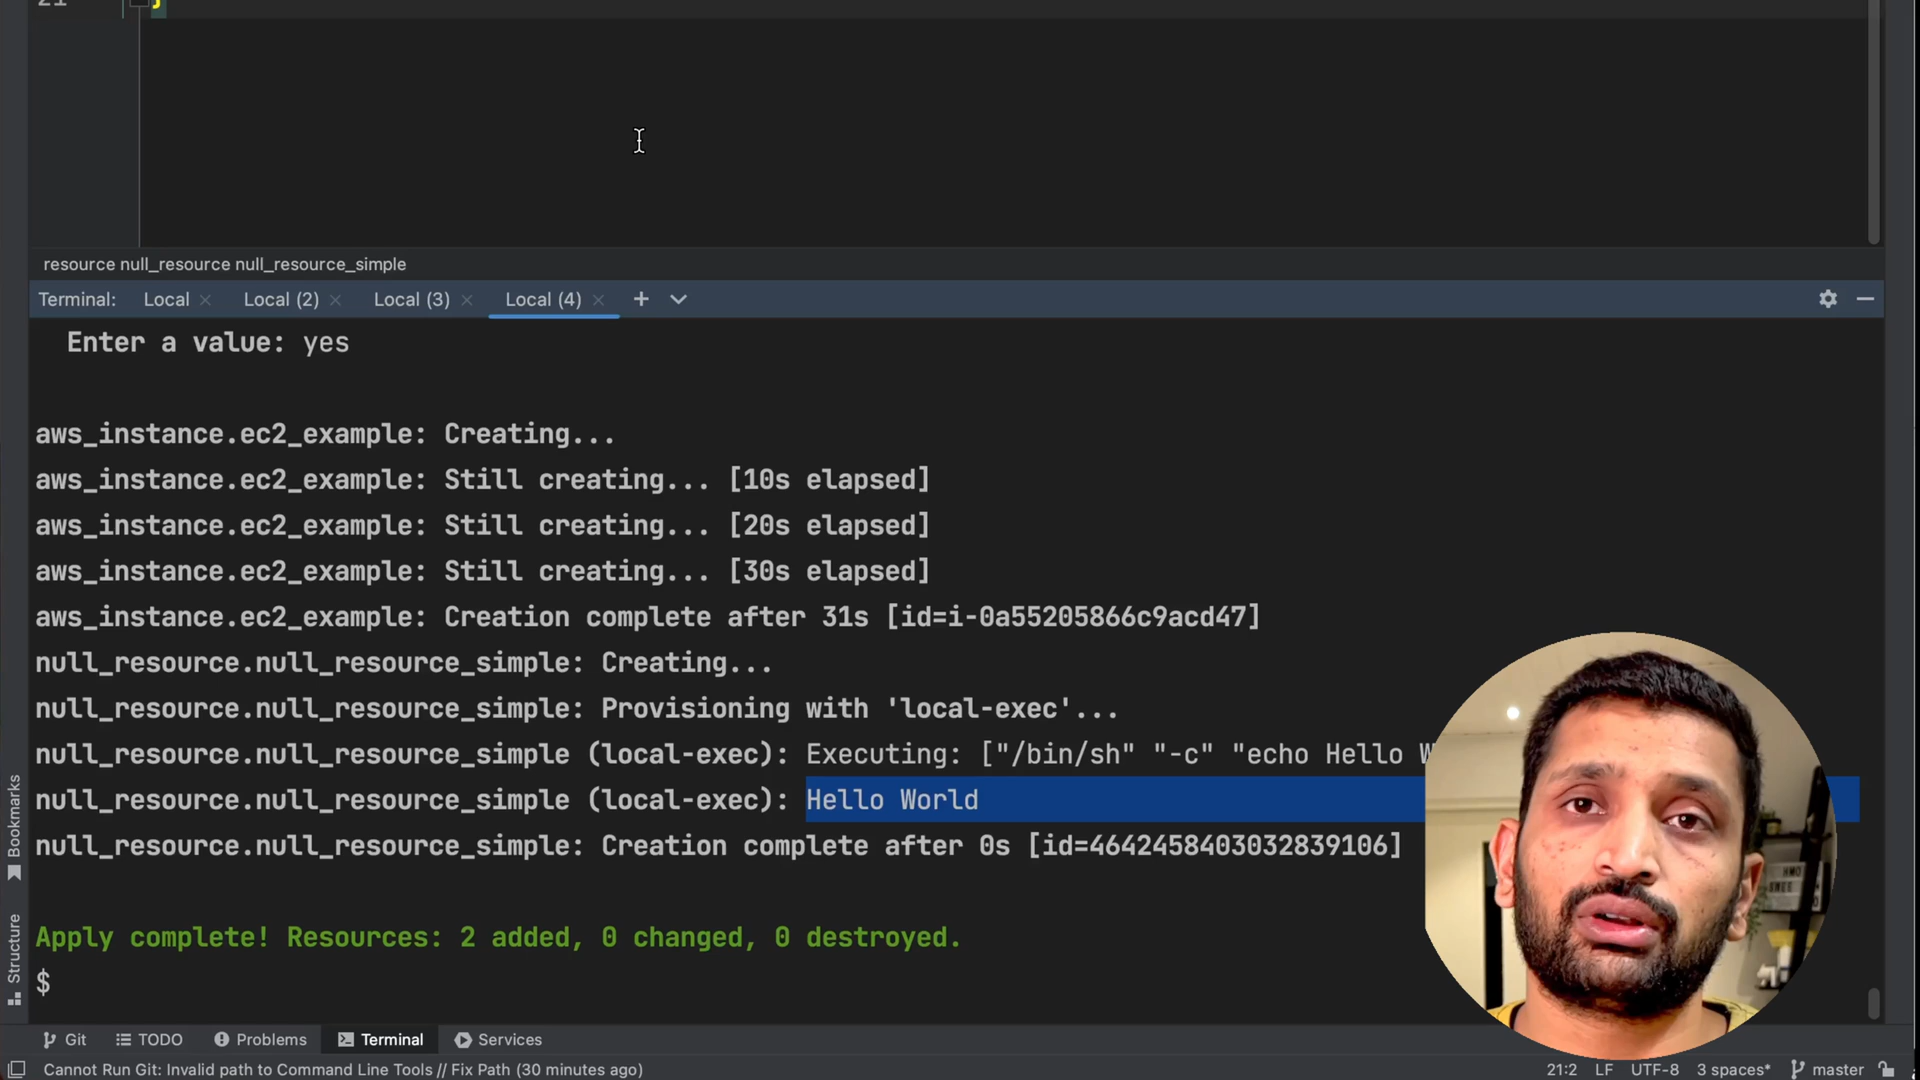 21 }
resource null_resource null_resource_simple
Terminal: Local Local (2) Local (3) Local (4)
Enter a value: yes
aws_instance.ec2_example: Creating...
aws_instance.ec2_example: Still creating... [10s elapsed]
aws_instance.ec2_example: Still creating... [20s elapsed]
aws_instance.ec2_example: Still creating... [30s elapsed]
aws_instance.ec2_example: Creation complete after 31s [id=i-0a55205866c9acd47]
null_resource.null_resource_simple: Creating...
null_resource.null_resource_simple: Provisioning with 'local-exec'...
null_resource.null_resource_simple (local-exec): Executing: ["/bin/sh" "-c" "echo Hello
null_resource.null_resource_simple (local-exec): Hello World
null_resource.null_resource_simple: Creation complete after 0s [id=4642458403032839106]
Apply complete! Resources: 2 added, 0 changed, 0 destroyed.
$
Bookmarks
Structure
Git TODO Problems Terminal Services
Cannot Run Git: Invalid path to Command Line Tools // Fix Path (30 minutes ago) 21:2 LF UTF-8 3 spaces* master